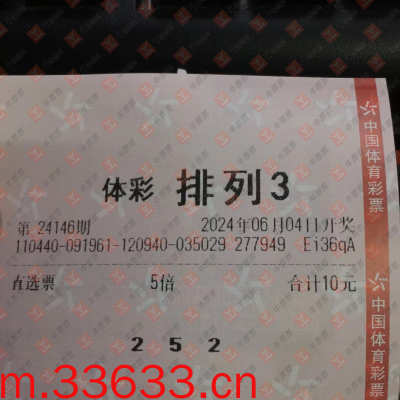 体彩 排列3
第 24146期 2024年06月04日开奖
110440-091961-120940-035029 277949 Ei36qA
直选票 5倍 合计10元
2 5 2
m.33633.cn
中国体育彩票
中国体育彩票